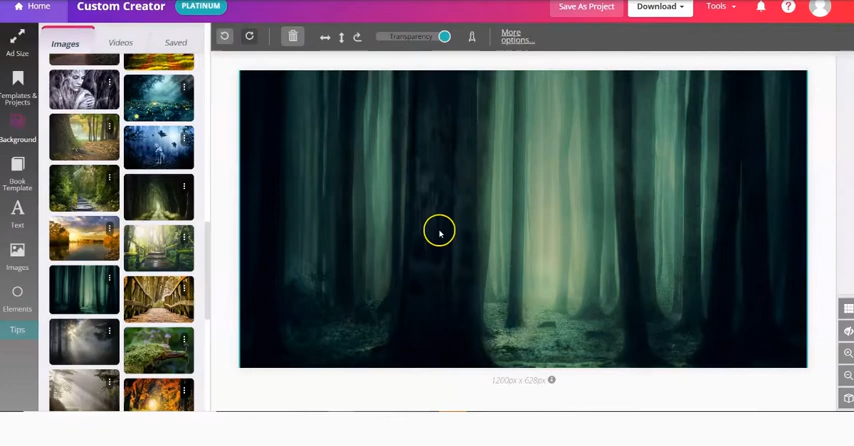 Home
Custom Creator
PLATINUM
Save As Project
Download
Tools
Images
Videos
Saved
Transparency
More
options...
Ad Size
Templates &
Projects
Background
Book
Template
Text
Images
Elements
Tips
1200px x 628px